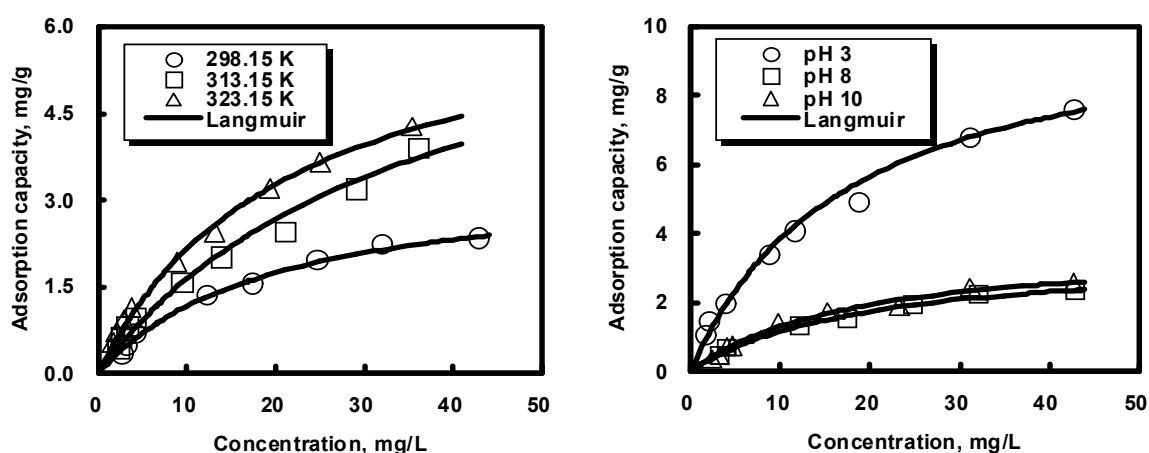 6.0
4.5
3.0
1.5
0.0
0
10
20
30
40
50
Adsorption capacity, mg/g
Concentration, mg/L
298.15 K
313.15 K
323.15 K
Langmuir
10
8
6
4
2
0
0
10
20
30
40
50
Adsorption capacity, mg/g
Concentration, mg/L
pH 3
pH 8
pH 10
Langmuir